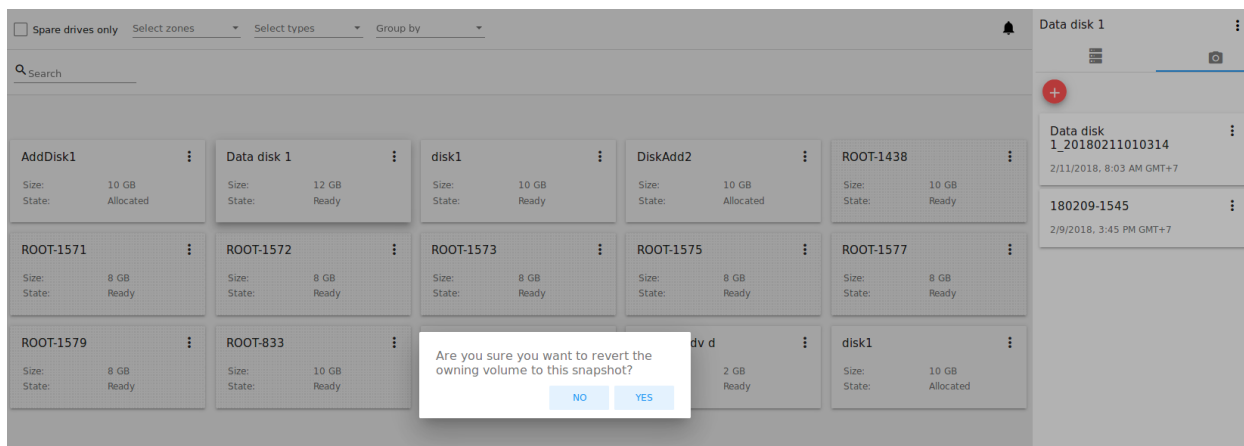 Spare drives only Select zones Select types Group by
Search
AddDisk1
Size: 10 GB
State: Allocated
Data disk 1
Size: 12 GB
State: Ready
disk1
Size: 10 GB
State: Ready
DiskAdd2
Size: 10 GB
State: Allocated
ROOT-1438
Size: 10 GB
State: Ready
ROOT-1571
Size: 8 GB
State: Ready
ROOT-1572
Size: 8 GB
State: Ready
ROOT-1573
Size: 8 GB
State: Ready
ROOT-1575
Size: 8 GB
State: Ready
ROOT-1577
Size: 8 GB
State: Ready
ROOT-1579
Size: 8 GB
State: Ready
ROOT-833
Size: 10 GB
State: Ready
dv d
2 GB
Ready
disk1
Size: 10 GB
State: Allocated
Are you sure you want to revert the
owning volume to this snapshot?
NO YES
Data disk 1
Data disk
1_20180211010314
2/11/2018, 8:03 AM GMT+7
180209-1545
2/9/2018, 3:45 PM GMT+7